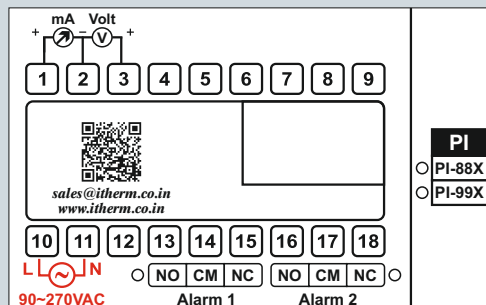 mA Volt
+ − V +
1 2 3 4 5 6 7 8 9
sales@itherm.co.in
www.itherm.co.in
10 11 12 13 14 15 16 17 18
L ~ N
NO CM NC NO CM NC
90~270VAC Alarm 1 Alarm 2
PI
PI-88X
PI-99X